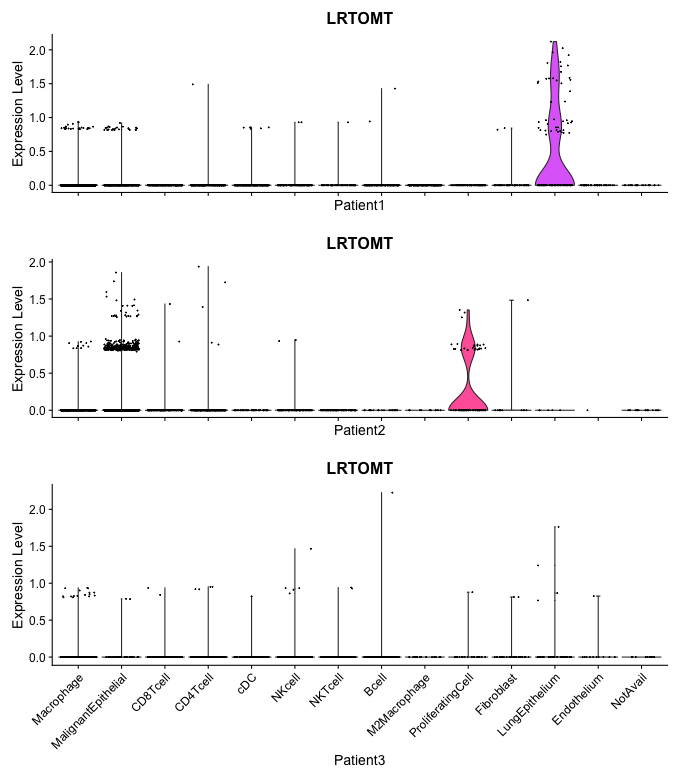 LRTOMT
Expression Level
2.0
1.5
1.0
0.5
0.0
Patient1
LRTOMT
Expression Level
2.0
1.5
1.0
0.5
0.0
Patient2
LRTOMT
Expression Level
2.0
1.5
1.0
0.5
0.0
Macrophage
MalignantEpithelial
CD8Tcell
CD4Tcell
cDC
NKcell
NKTcell
Bcell
M2Macrophage
ProliferatingCell
Fibroblast
LungEpithelium
Endothelium
NotAvail
Patient3